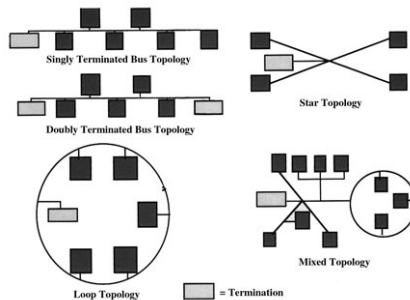 Singly Terminated Bus Topology
Doubly Terminated Bus Topology
Star Topology
Loop Topology
Mixed Topology
= Termination